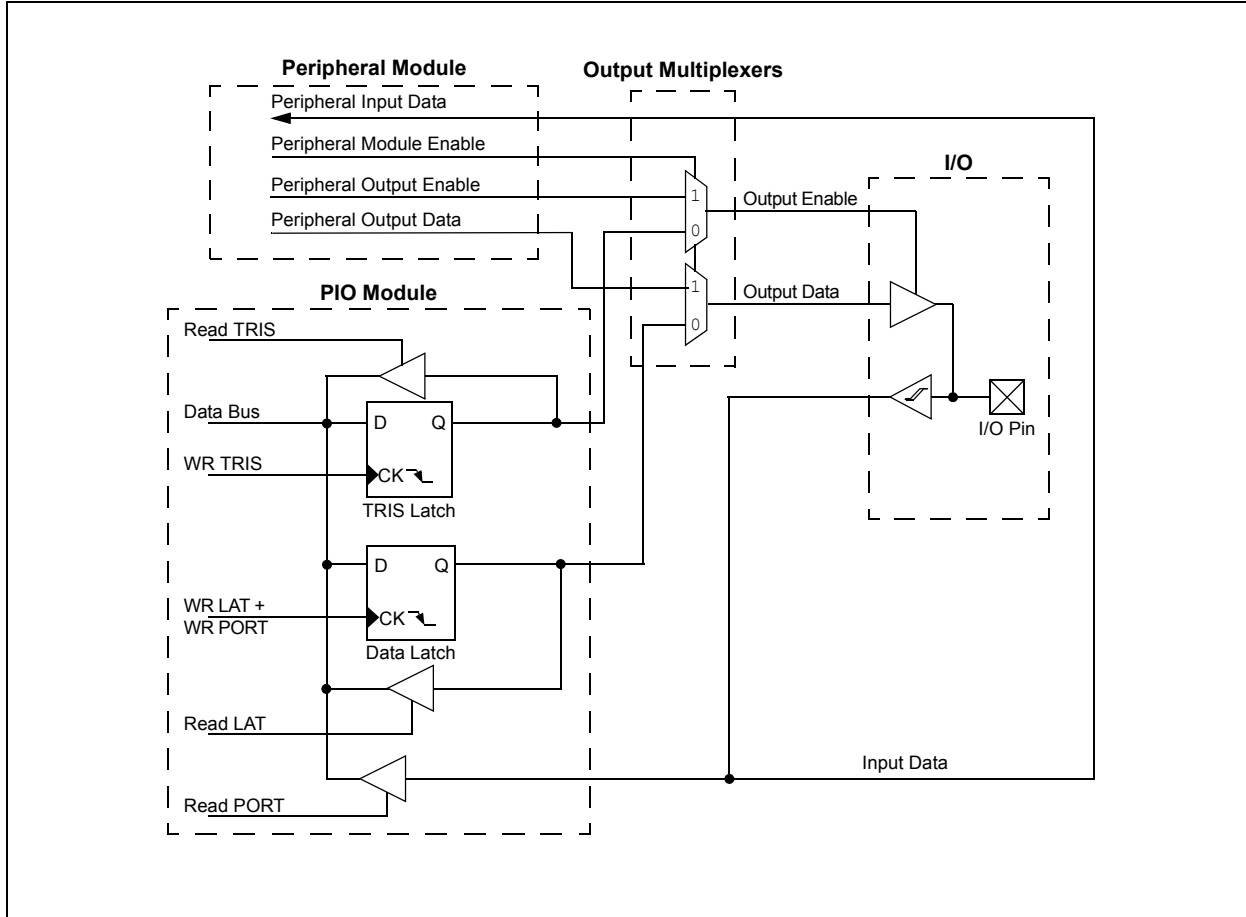 Peripheral Module
Output Multiplexers
Peripheral Input Data
Peripheral Module Enable
Peripheral Output Enable
Peripheral Output Data
1
0
1
0
Output Enable
Output Data
I/O
I/O Pin
PIO Module
Read TRIS
Data Bus
D Q
WR TRIS
CK
TRIS Latch
D Q
WR LAT +
WR PORT
CK
Data Latch
Read LAT
Read PORT
Input Data